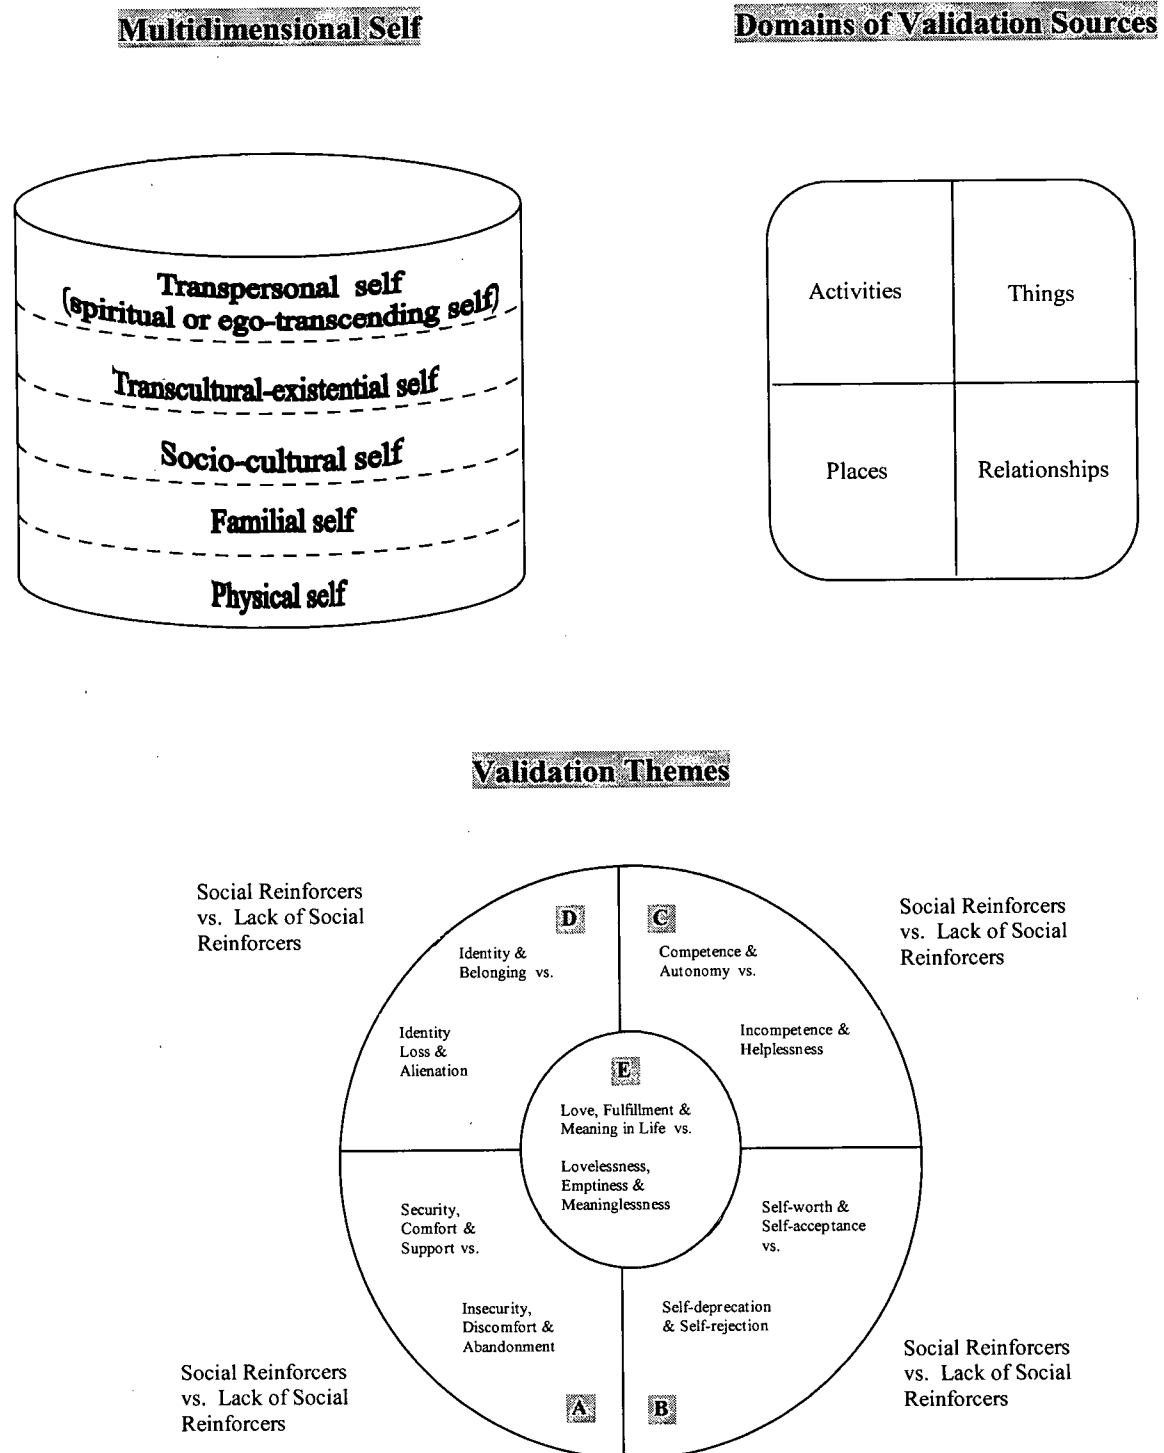 Multidimensional Self
Domains of Validation Sources
Transpersonal self
(spiritual or ego-transcending self)
Transcultural-existential self
Socio-cultural self
Familial self
Physical self
Activities
Things
Places
Relationships
Validation Themes
Social Reinforcers
vs. Lack of Social
Reinforcers
Social Reinforcers
vs. Lack of Social
Reinforcers
D
Identity &
Belonging vs.
Identity
Loss &
Alienation
C
Competence &
Autonomy vs.
Incompetence &
Helplessness
E
Love, Fulfillment &
Meaning in Life vs.
Lovelessness,
Emptiness &
Meaninglessness
Security,
Comfort &
Support vs.
Insecurity,
Discomfort &
Abandonment
A
Self-worth &
Self-acceptance
vs.
Self-deprecation
& Self-rejection
B
Social Reinforcers
vs. Lack of Social
Reinforcers
Social Reinforcers
vs. Lack of Social
Reinforcers